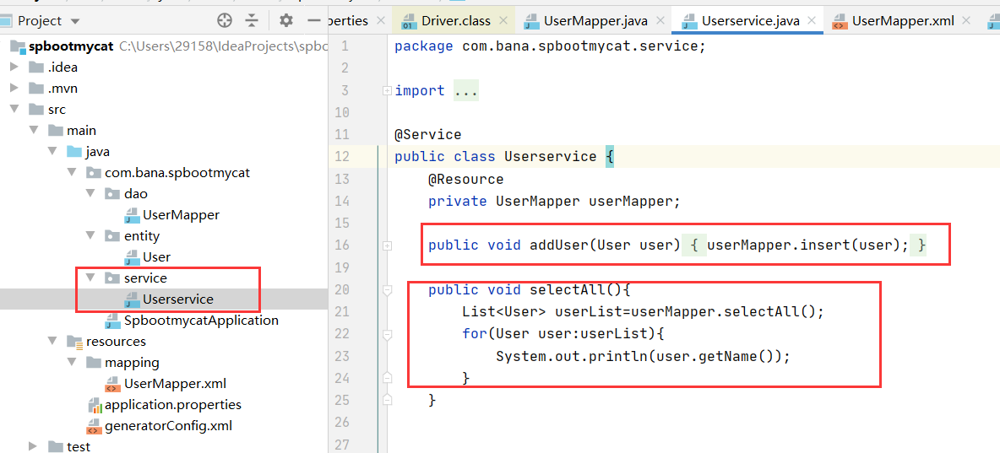 Project
spbootmycat C:\Users\29158\IdeaProjects\spbo
.idea
.mvn
src
main
java
com.bana.spbootmycat
dao
UserMapper
entity
User
service
Userservice
SpbootmycatApplication
resources
mapping
UserMapper.xml
application.properties
generatorConfig.xml
test
perties
Driver.class
UserMapper.java
Userservice.java
UserMapper.xml
1 package com.bana.spbootmycat.service;
2
3 import ...
10
11 @Service
12 public class Userservice {
13 @Resource
14 private UserMapper userMapper;
15
16 public void addUser(User user) { userMapper.insert(user); }
19
20 public void selectAll(){
21 List<User> userList=userMapper.selectAll();
22 for(User user:userList){
23 System.out.println(user.getName());
24 }
25 }
26
27